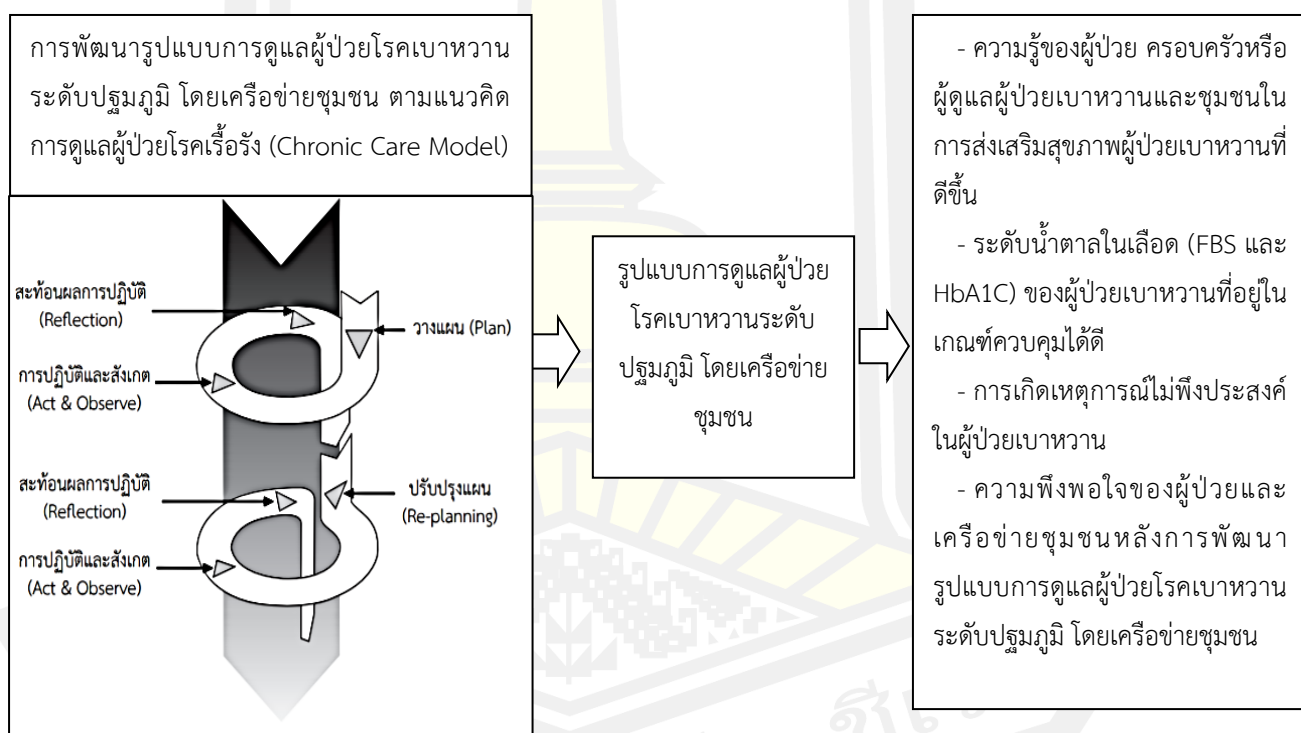 การพัฒนารูปแบบการดูแลผู้ป่วยโรคเบาหวาน
ระดับปฐมภูมิ โดยเครือข่ายชุมชน ตามแนวคิด
การดูแลผู้ป่วยโรคเรื้อรัง (Chronic Care Model)
สะท้อนผลการปฏิบัติ
(Reflection)
วางแผน (Plan)
การปฏิบัติและสังเกต
(Act & Observe)
สะท้อนผลการปฏิบัติ
(Reflection)
ปรับปรุงแผน
(Re-planning)
การปฏิบัติและสังเกต
(Act & Observe)
รูปแบบการดูแลผู้ป่วย
โรคเบาหวานระดับ
ปฐมภูมิ โดยเครือข่าย
ชุมชน
- ความรู้ของผู้ป่วย ครอบครัวหรือ
ผู้ดูแลผู้ป่วยเบาหวานและชุมชนใน
การส่งเสริมสุขภาพผู้ป่วยเบาหวานที่
ดีขึ้น
- ระดับน้ำตาลในเลือด (FBS และ
HbA1C) ของผู้ป่วยเบาหวานที่อยู่ใน
เกณฑ์ควบคุมได้ดี
- การเกิดเหตุการณ์ไม่พึงประสงค์
ในผู้ป่วยเบาหวาน
- ความพึงพอใจของผู้ป่วยและ
เครือข่ายชุมชนหลังการพัฒนา
รูปแบบการดูแลผู้ป่วยโรคเบาหวาน
ระดับปฐมภูมิ โดยเครือข่ายชุมชน